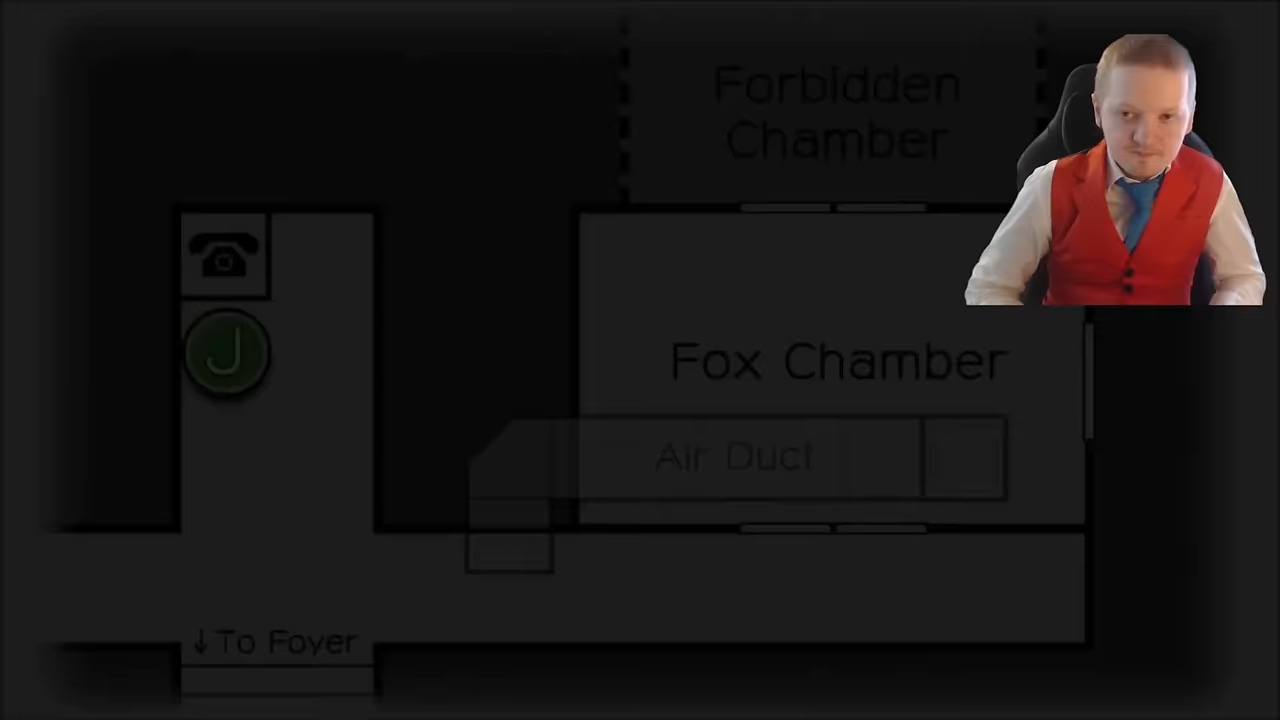 Forbidden
Chamber
J
Fox Chamber
Air Duct
↓To Foyer